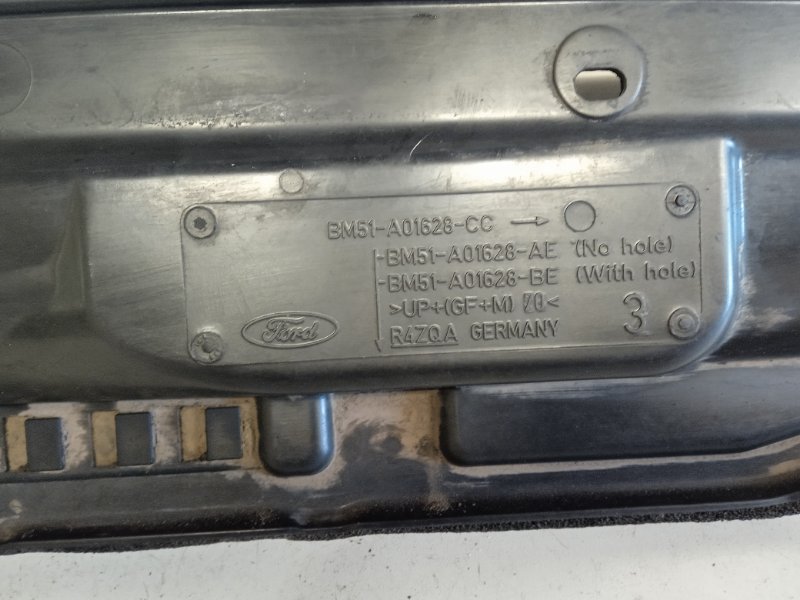 BM51-A01628-CC →
BM51-A01628-AE (No hole)
BM51-A01628-BE (With hole)
>UP+(GF+M) 70<
R4ZQA GERMANY
3
Ford